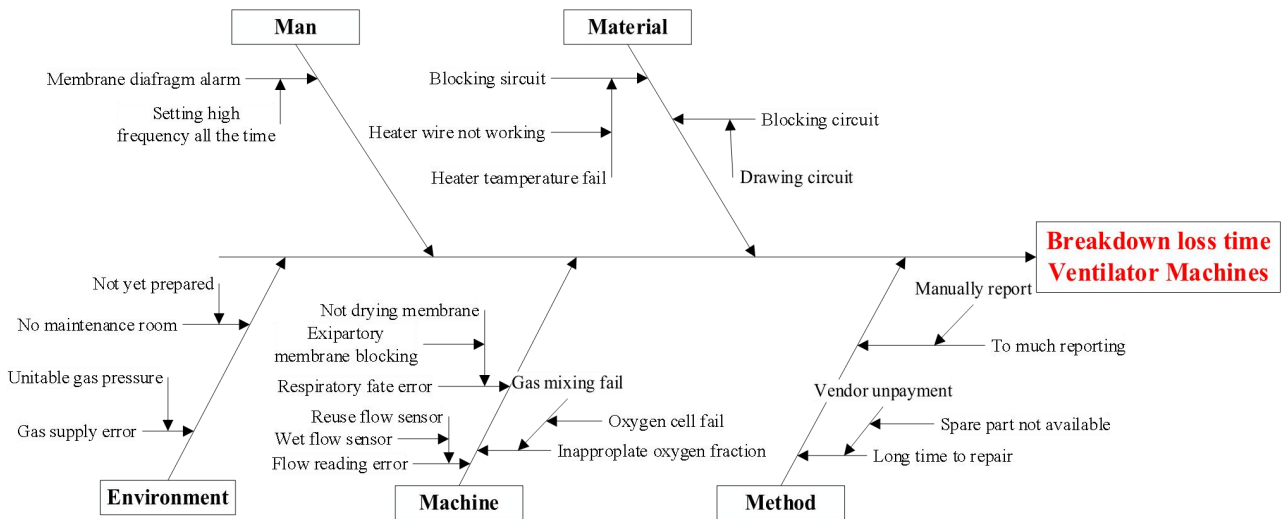 Man
Material
Membrane diafragm alarm
Setting high
frequency all the time
Blocking sircuit
Heater wire not working
Heater teamperature fail
Blocking circuit
Drawing circuit
Breakdown loss time
Ventilator Machines
Not yet prepared
No maintenance room
Unitable gas pressure
Gas supply error
Not drying membrane
Exipartory
membrane blocking
Respiratory fate error
Gas mixing fail
Reuse flow sensor
Wet flow sensor
Flow reading error
Oxygen cell fail
Inapproplate oxygen fraction
Manually report
To much reporting
Vendor unpayment
Spare part not available
Long time to repair
Environment
Machine
Method